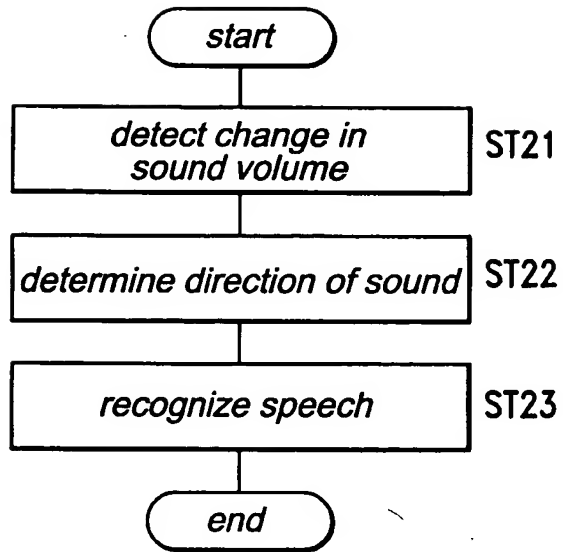 start
detect change in
sound volume
ST21
determine direction of sound
ST22
recognize speech
ST23
end